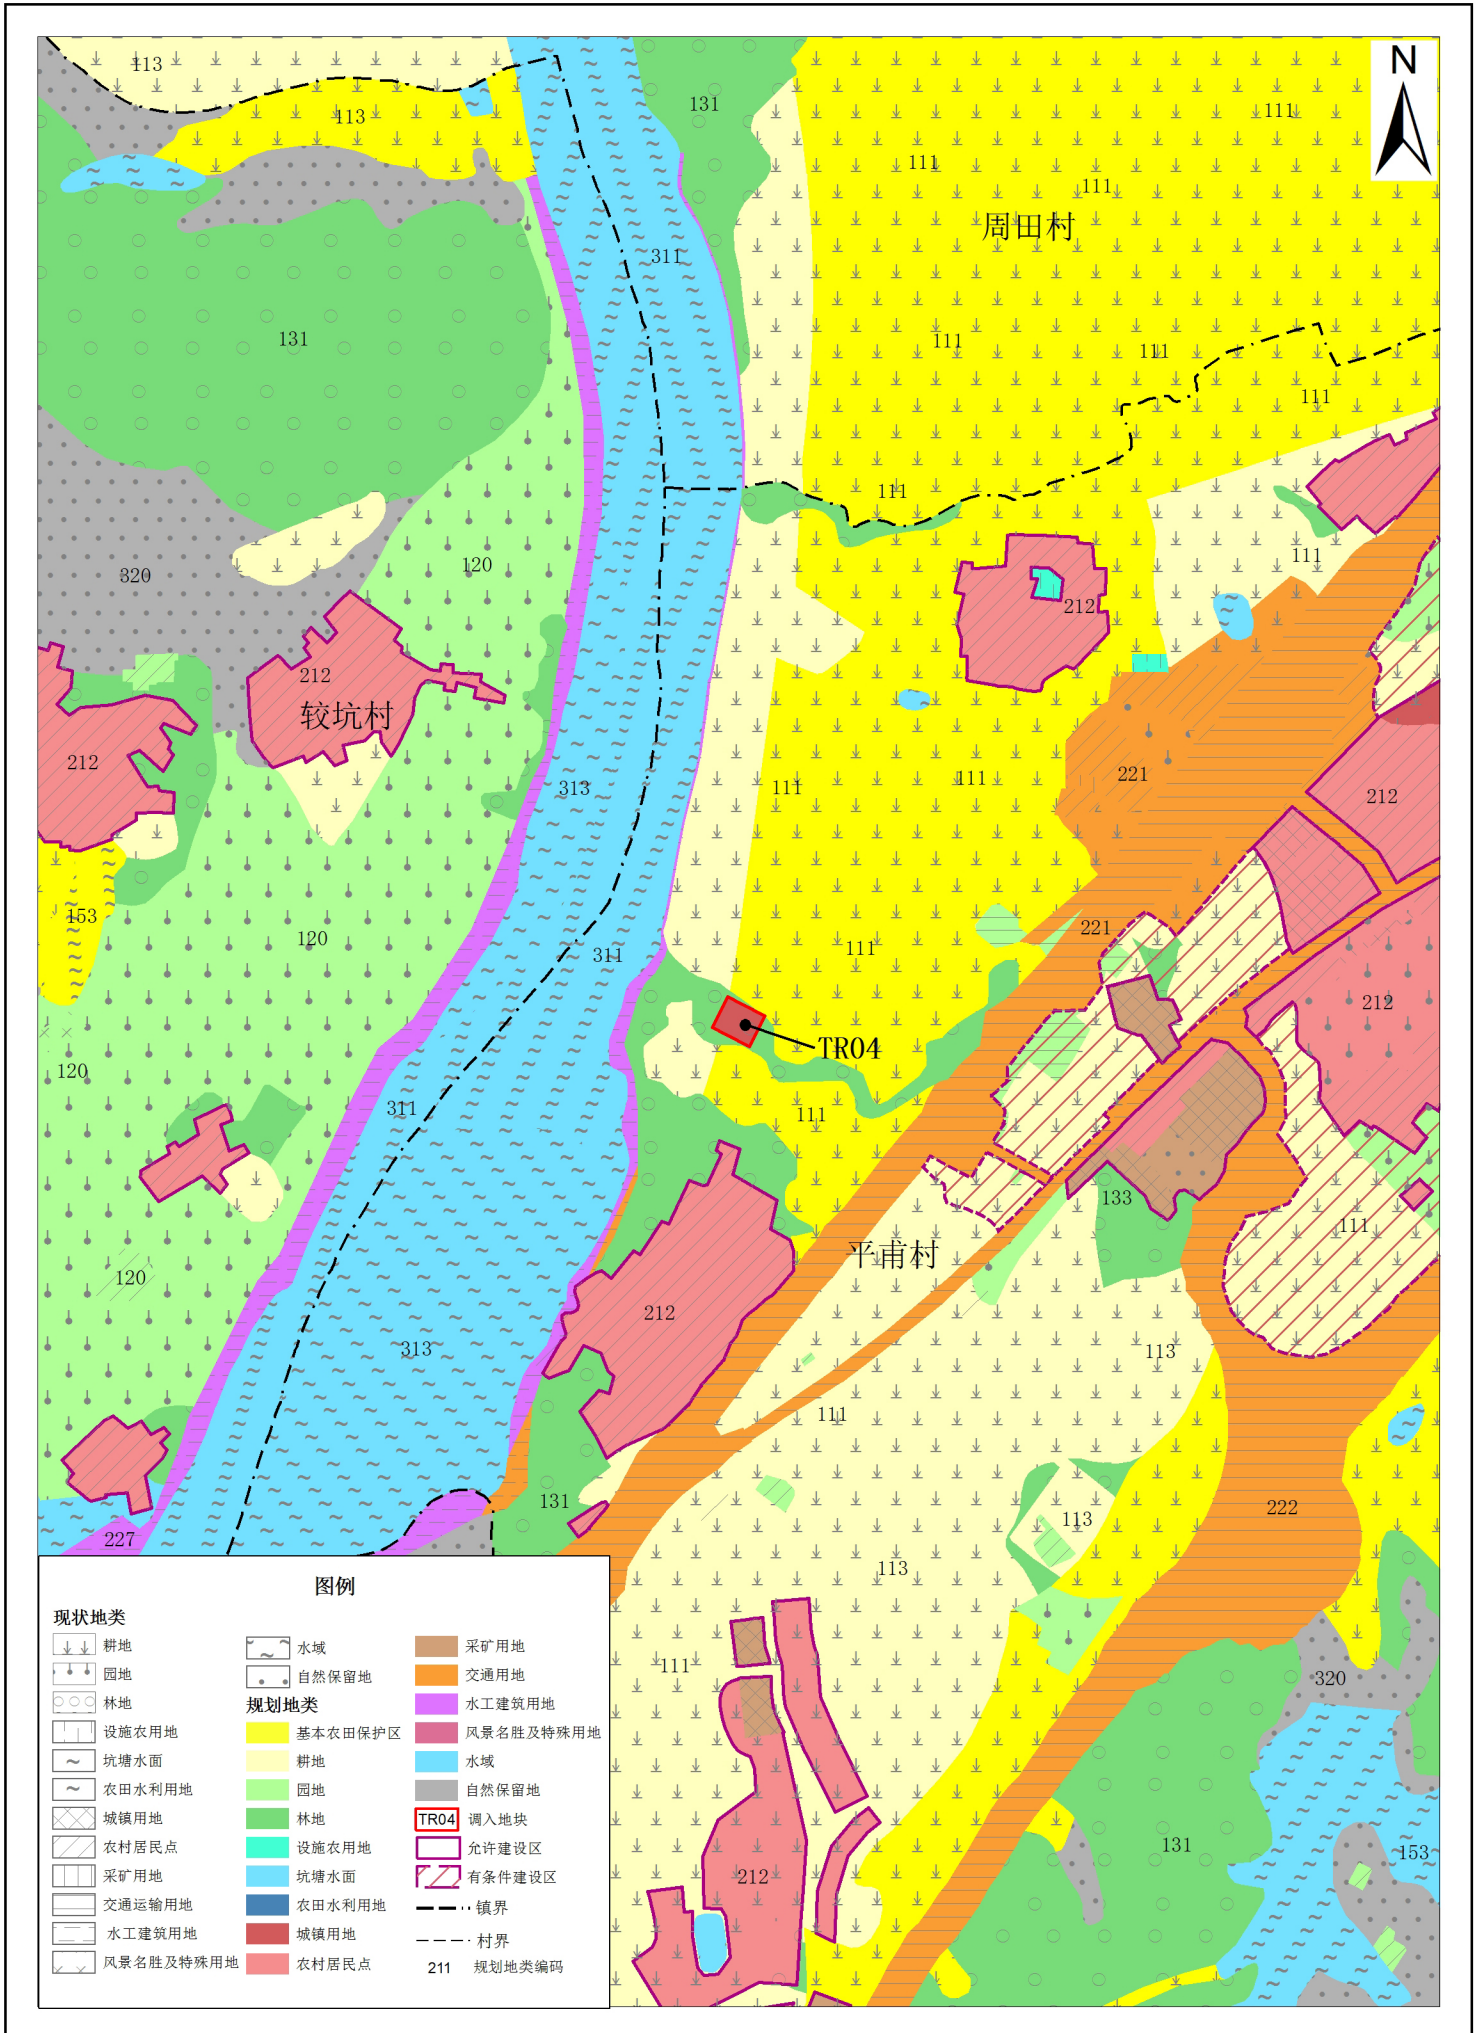 N
113
131
113
111
111
111
周田村
311
131
111
111
111
111
120
111
320
212
212
较坑村
212
221
313
111
111
212
153
120
221
111
311
212
TR04
120
311
111
133
111
120
平甫村
212
313
113
111
131
222
113
227
113
111
320
131
153
212
图例
现状地类
耕地
园地
林地
设施农用地
坑塘水面
农田水利用地
城镇用地
农村居民点
采矿用地
交通运输用地
水工建筑用地
风景名胜及特殊用地
水域
自然保留地
规划地类
基本农田保护区
耕地
园地
林地
设施农用地
坑塘水面
农田水利用地
城镇用地
农村居民点
采矿用地
交通用地
水工建筑用地
风景名胜及特殊用地
水域
自然保留地
TR04 调入地块
允许建设区
有条件建设区
镇界
村界
211 规划地类编码